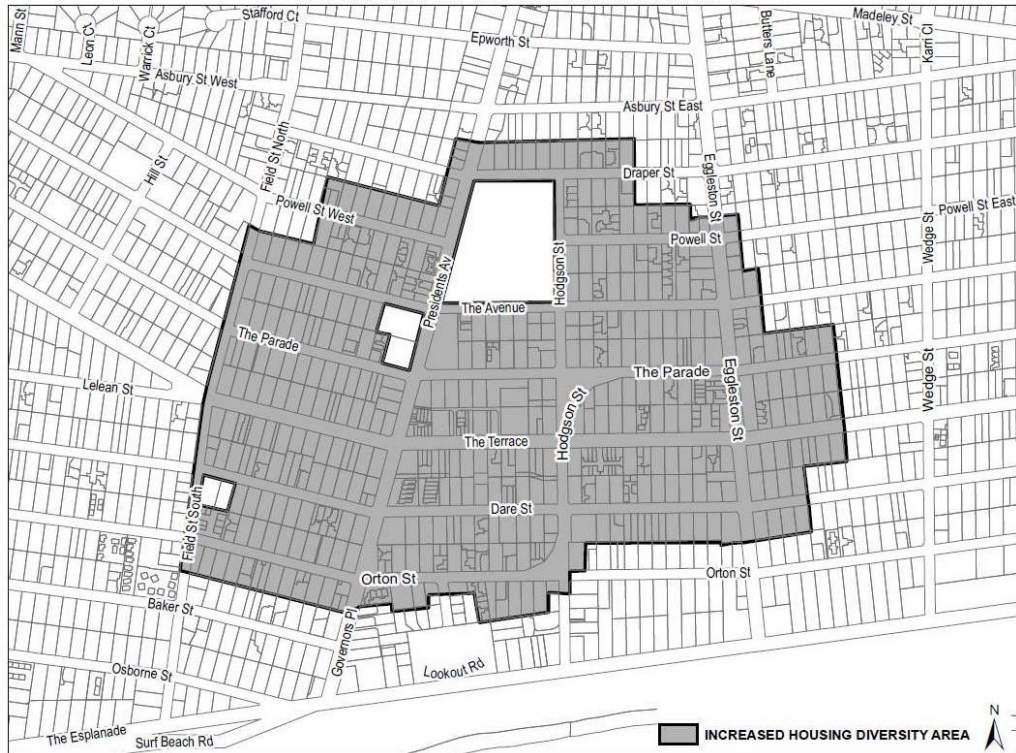 Mann St
Leon Ct
Warrick Ct
Stafford Ct
Epworth St
Butters Lane
Madeley St
Karri Cl
Asbury St West
Asbury St East
Hill St
Field St North
Draper St
Eggleston St
Powell St West
Powell St
Powell St East
Wedge St
Presidents Av
Hodgson St
The Avenue
The Parade
The Parade
Lelean St
Eggleston St
Wedge St
Hodgson St
The Terrace
Field St South
Dare St
Orton St
Orton St
Baker St
Governors Pl
Lookout Rd
Osborne St
The Esplanade
Surf Beach Rd
INCREASED HOUSING DIVERSITY AREA
N